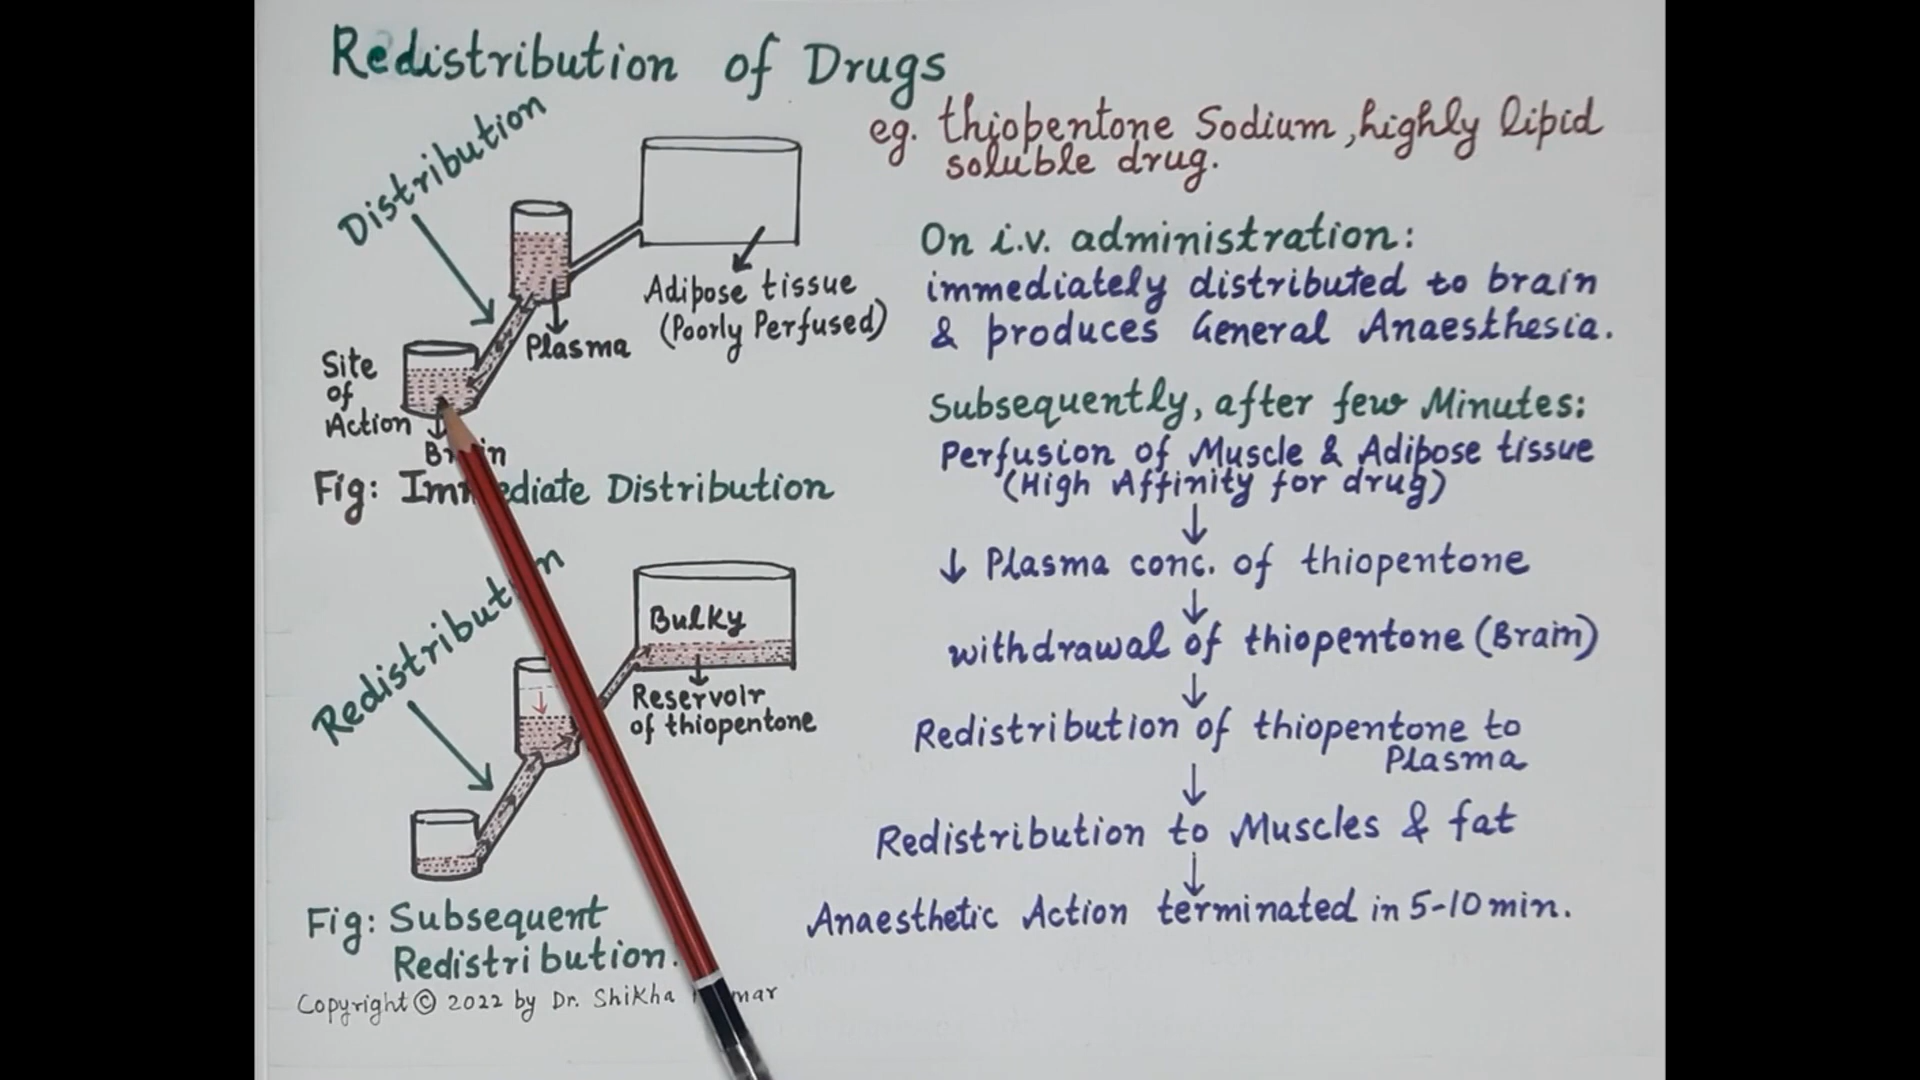 Redistribution of Drugs
eg. thiopentone Sodium, highly lipid
soluble drug.
Distribution
Adipose tissue
(Poorly Perfused)
Plasma
Site
of
Action
Fig: Immediate Distribution
On i.v. administration:
immediately distributed to brain
& produces General Anaesthesia.
Subsequently, after few Minutes:
Perfusion of Muscle & Adipose tissue
(High Affinity for drug)
↓
↓ Plasma conc. of thiopentone
↓
withdrawal of thiopentone (Brain)
↓
Redistribution of thiopentone to
Plasma
↓
Redistribution to Muscles & fat
↓
Anaesthetic Action terminated in 5-10 min.
Redistribution
Bulky
Reservoir
of thiopentone
Fig: Subsequent
Redistribution.
Copyright © 2022 by Dr. Shikha